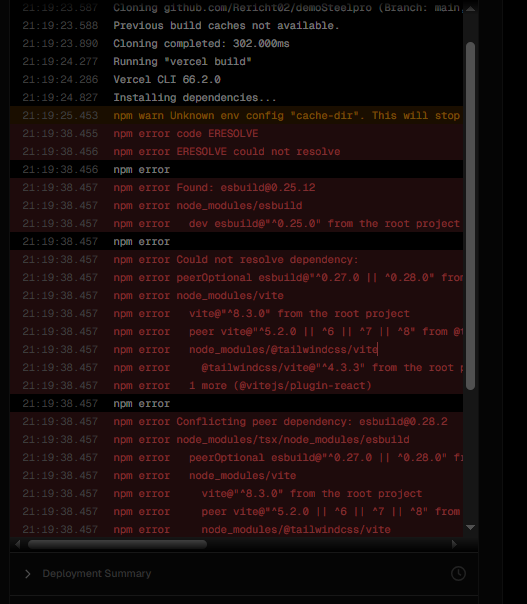 21:19:23.587 Cloning github.com/Rericht02/demoSteelpro (Branch: main
21:19:23.588 Previous build caches not available.
21:19:23.890 Cloning completed: 302.000ms
21:19:24.277 Running "vercel build"
21:19:24.286 Vercel CLI 66.2.0
21:19:24.827 Installing dependencies...
21:19:25.453 npm warn Unknown env config "cache-dir". This will stop
21:19:38.455 npm error code ERESOLVE
21:19:38.456 npm error ERESOLVE could not resolve
21:19:38.456 npm error
21:19:38.457 npm error Found: esbuild@0.25.12
21:19:38.457 npm error node_modules/esbuild
21:19:38.457 npm error   dev esbuild@"^0.25.0" from the root project
21:19:38.457 npm error
21:19:38.457 npm error Could not resolve dependency:
21:19:38.457 npm error peerOptional esbuild@"^0.27.0 || ^0.28.0" from
21:19:38.457 npm error node_modules/vite
21:19:38.457 npm error   vite@"^8.3.0" from the root project
21:19:38.457 npm error   peer vite@"^5.2.0 || ^6 || ^7 || ^8" from @t
21:19:38.457 npm error   node_modules/@tailwindcss/vite
21:19:38.457 npm error     @tailwindcss/vite@"^4.3.3" from the root p
21:19:38.457 npm error   1 more (@vitejs/plugin-react)
21:19:38.457 npm error
21:19:38.457 npm error Conflicting peer dependency: esbuild@0.28.2
21:19:38.457 npm error node_modules/tsx/node_modules/esbuild
21:19:38.457 npm error   peerOptional esbuild@"^0.27.0 || ^0.28.0" fr
21:19:38.457 npm error   node_modules/vite
21:19:38.457 npm error     vite@"^8.3.0" from the root project
21:19:38.457 npm error     peer vite@"^5.2.0 || ^6 || ^7 || ^8" from
21:19:38.457 npm error     node_modules/@tailwindcss/vite
Deployment Summary